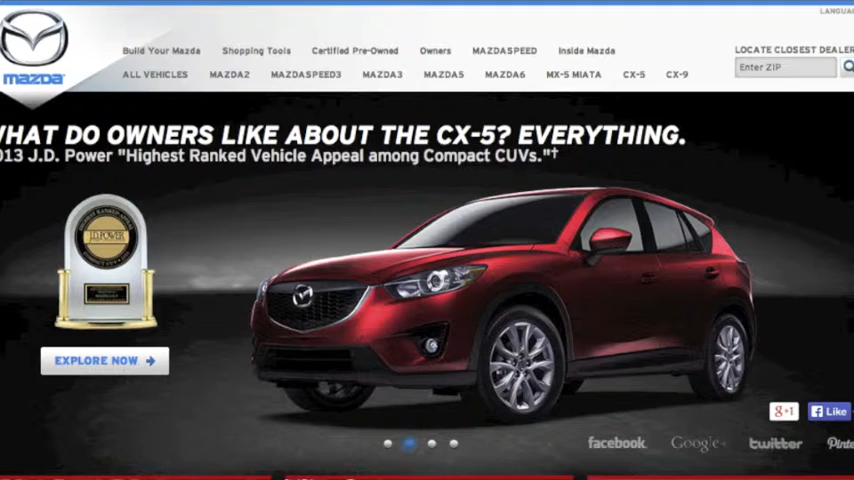 LANGUA
Build Your Mazda Shopping Tools Certified Pre-Owned Owners MAZDASPEED Inside Mazda
LOCATE CLOSEST DEALER
mazda
ALL VEHICLES MAZDA2 MAZDASPEED3 MAZDA3 MAZDA5 MAZDA6 MX-5 MIATA CX-5 CX-9
Enter ZIP
WHAT DO OWNERS LIKE ABOUT THE CX-5? EVERYTHING.
013 J.D. Power "Highest Ranked Vehicle Appeal among Compact CUVs."†
J.D. POWER
EXPLORE NOW
g+1
Like
facebook Google+ twitter Pinte